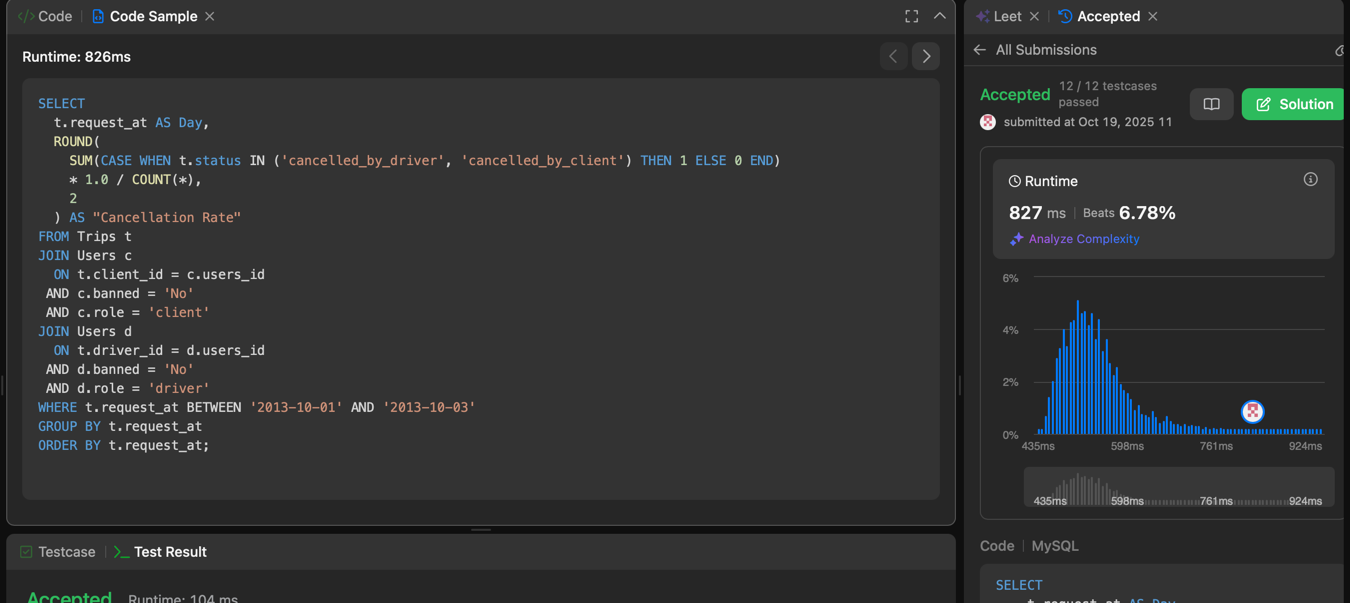 </> Code
Code Sample
Runtime: 826ms
SELECT
t.request_at AS Day,
ROUND(
SUM(CASE WHEN t.status IN ('cancelled_by_driver', 'cancelled_by_client') THEN 1 ELSE 0 END)
* 1.0 / COUNT(*),
2
) AS "Cancellation Rate"
FROM Trips t
JOIN Users c
ON t.client_id = c.users_id
AND c.banned = 'No'
AND c.role = 'client'
JOIN Users d
ON t.driver_id = d.users_id
AND d.banned = 'No'
AND d.role = 'driver'
WHERE t.request_at BETWEEN '2013-10-01' AND '2013-10-03'
GROUP BY t.request_at
ORDER BY t.request_at;
Testcase
Test Result
Accepted Runtime: 104 ms
Leet
Accepted
All Submissions
Accepted 12 / 12 testcases
passed
submitted at Oct 19, 2025 11
Solution
Runtime
827 ms Beats 6.78%
Analyze Complexity
6%
4%
2%
0%
435ms 598ms 761ms 924ms
435ms 598ms 761ms 924ms
Code | MySQL
SELECT
t.request_at AS Day,